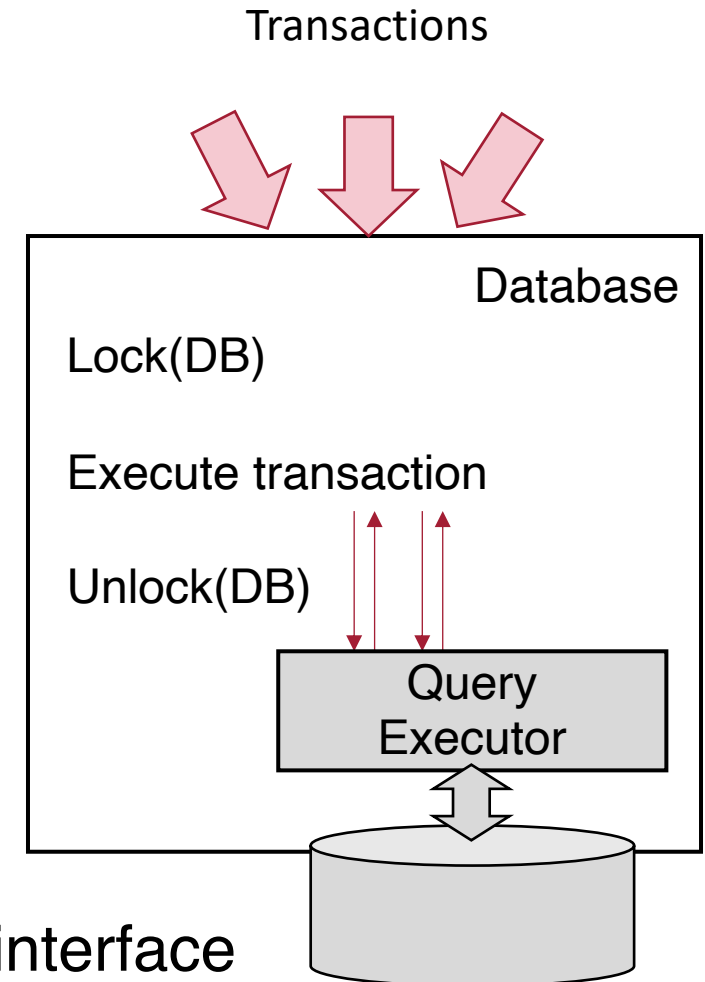 Transactions
Database
Lock(DB)
Execute transaction
Unlock(DB)
Query
Executor
interface